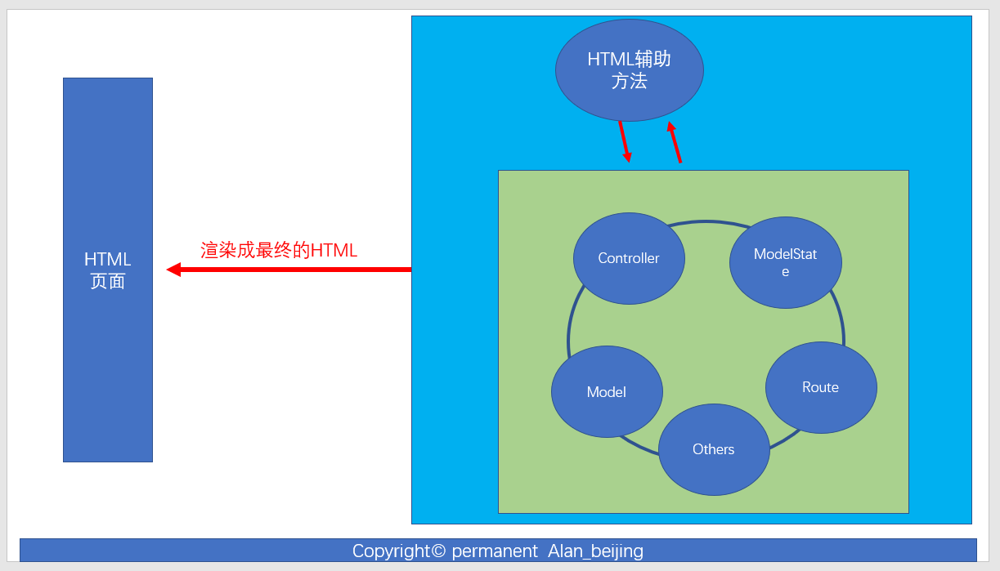 HTML辅助
方法
渲染成最终的HTML
HTML
页面
Controller
ModelStat
e
Model
Route
Others
Copyright© permanent  Alan_beijing